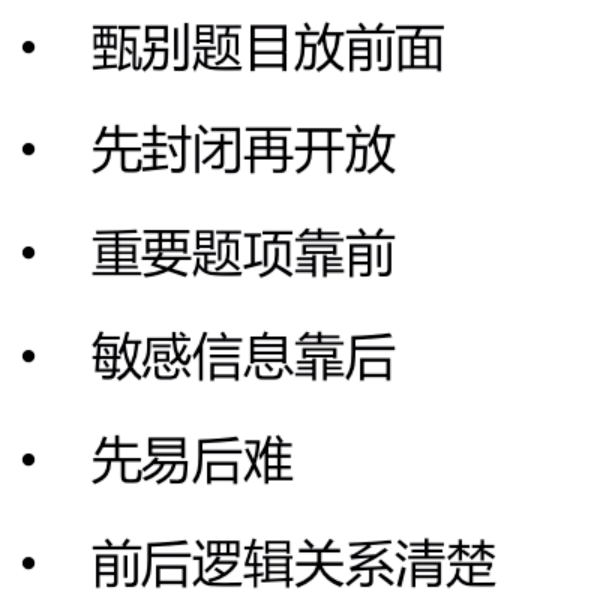 • 甄别题目放前面
• 先封闭再开放
• 重要题项靠前
• 敏感信息靠后
• 先易后难
• 前后逻辑关系清楚